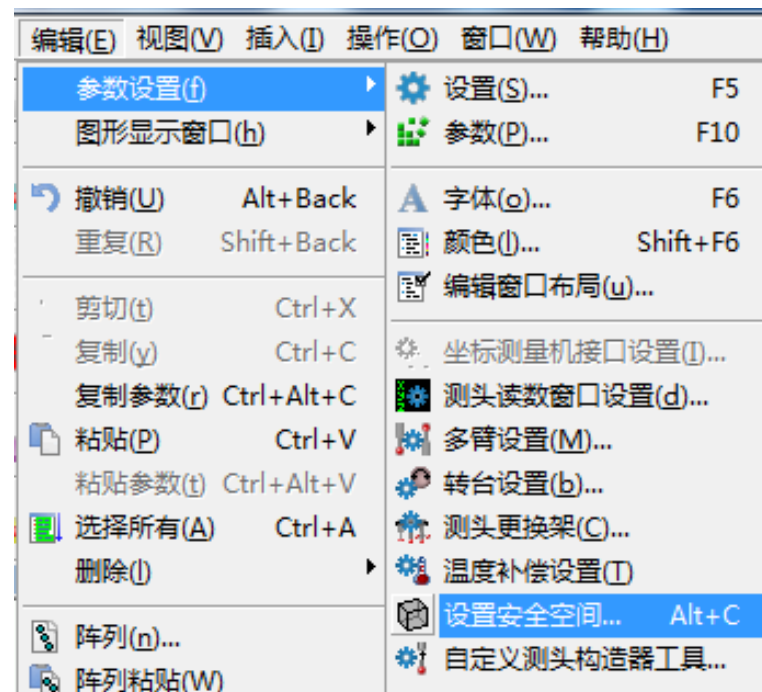 编辑(E) 视图(V) 插入(I) 操作(O) 窗口(W) 帮助(H)
参数设置(f)
图形显示窗口(h)
撤销(U) Alt+Back
重复(R) Shift+Back
剪切(t) Ctrl+X
复制(y) Ctrl+C
复制参数(r) Ctrl+Alt+C
粘贴(P) Ctrl+V
粘贴参数(t) Ctrl+Alt+V
选择所有(A) Ctrl+A
删除(l)
阵列(n)...
阵列粘贴(W)
设置(S)... F5
参数(P)... F10
字体(o)... F6
颜色(l)... Shift+F6
编辑窗口布局(u)...
坐标测量机接口设置(I)...
测头读数窗口设置(d)...
多臂设置(M)...
转台设置(b)...
测头更换架(C)...
温度补偿设置(T)
设置安全空间... Alt+C
自定义测头构造器工具...